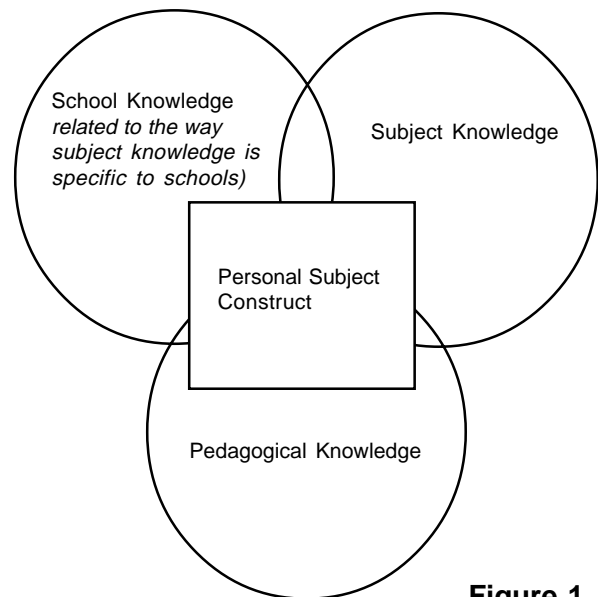 School Knowledge
related to the way
subject knowledge is
specific to schools)
Subject Knowledge
Personal Subject
Construct
Pedagogical Knowledge
Figure 1